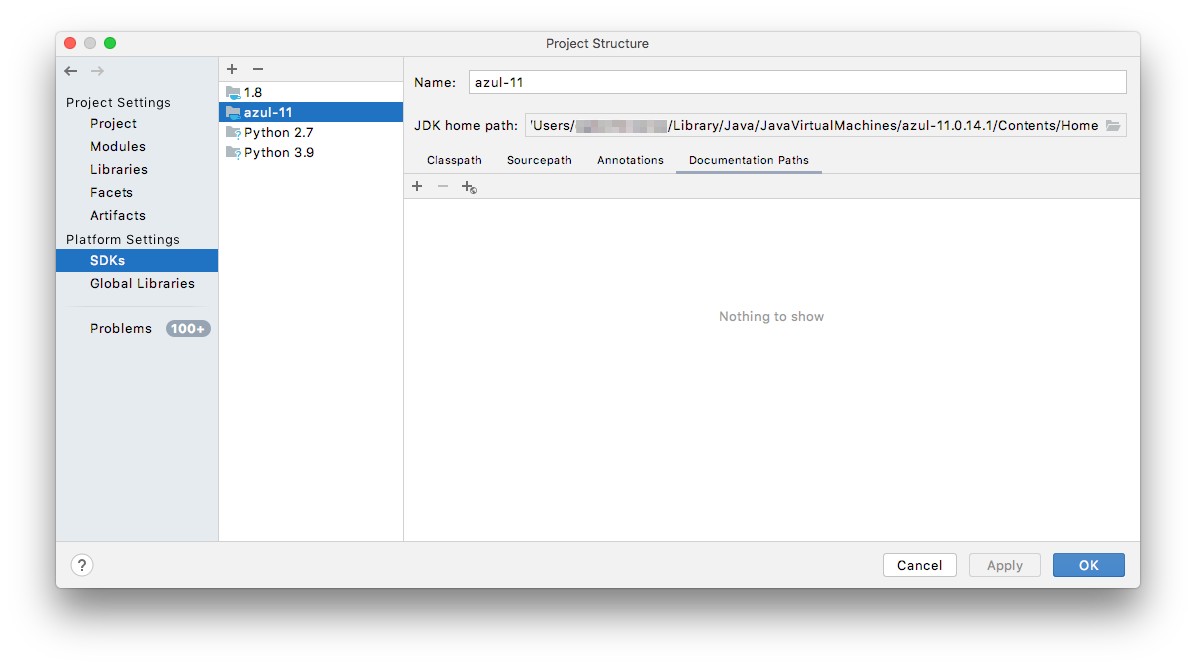 Project Structure
Project Settings
Project
Modules
Libraries
Facets
Artifacts
Platform Settings
SDKs
Global Libraries
Problems 100+
1.8
azul-11
Python 2.7
Python 3.9
Name: azul-11
JDK home path: 'Users/ /Library/Java/JavaVirtualMachines/azul-11.0.14.1/Contents/Home
Classpath Sourcepath Annotations Documentation Paths
Nothing to show
?
Cancel Apply OK